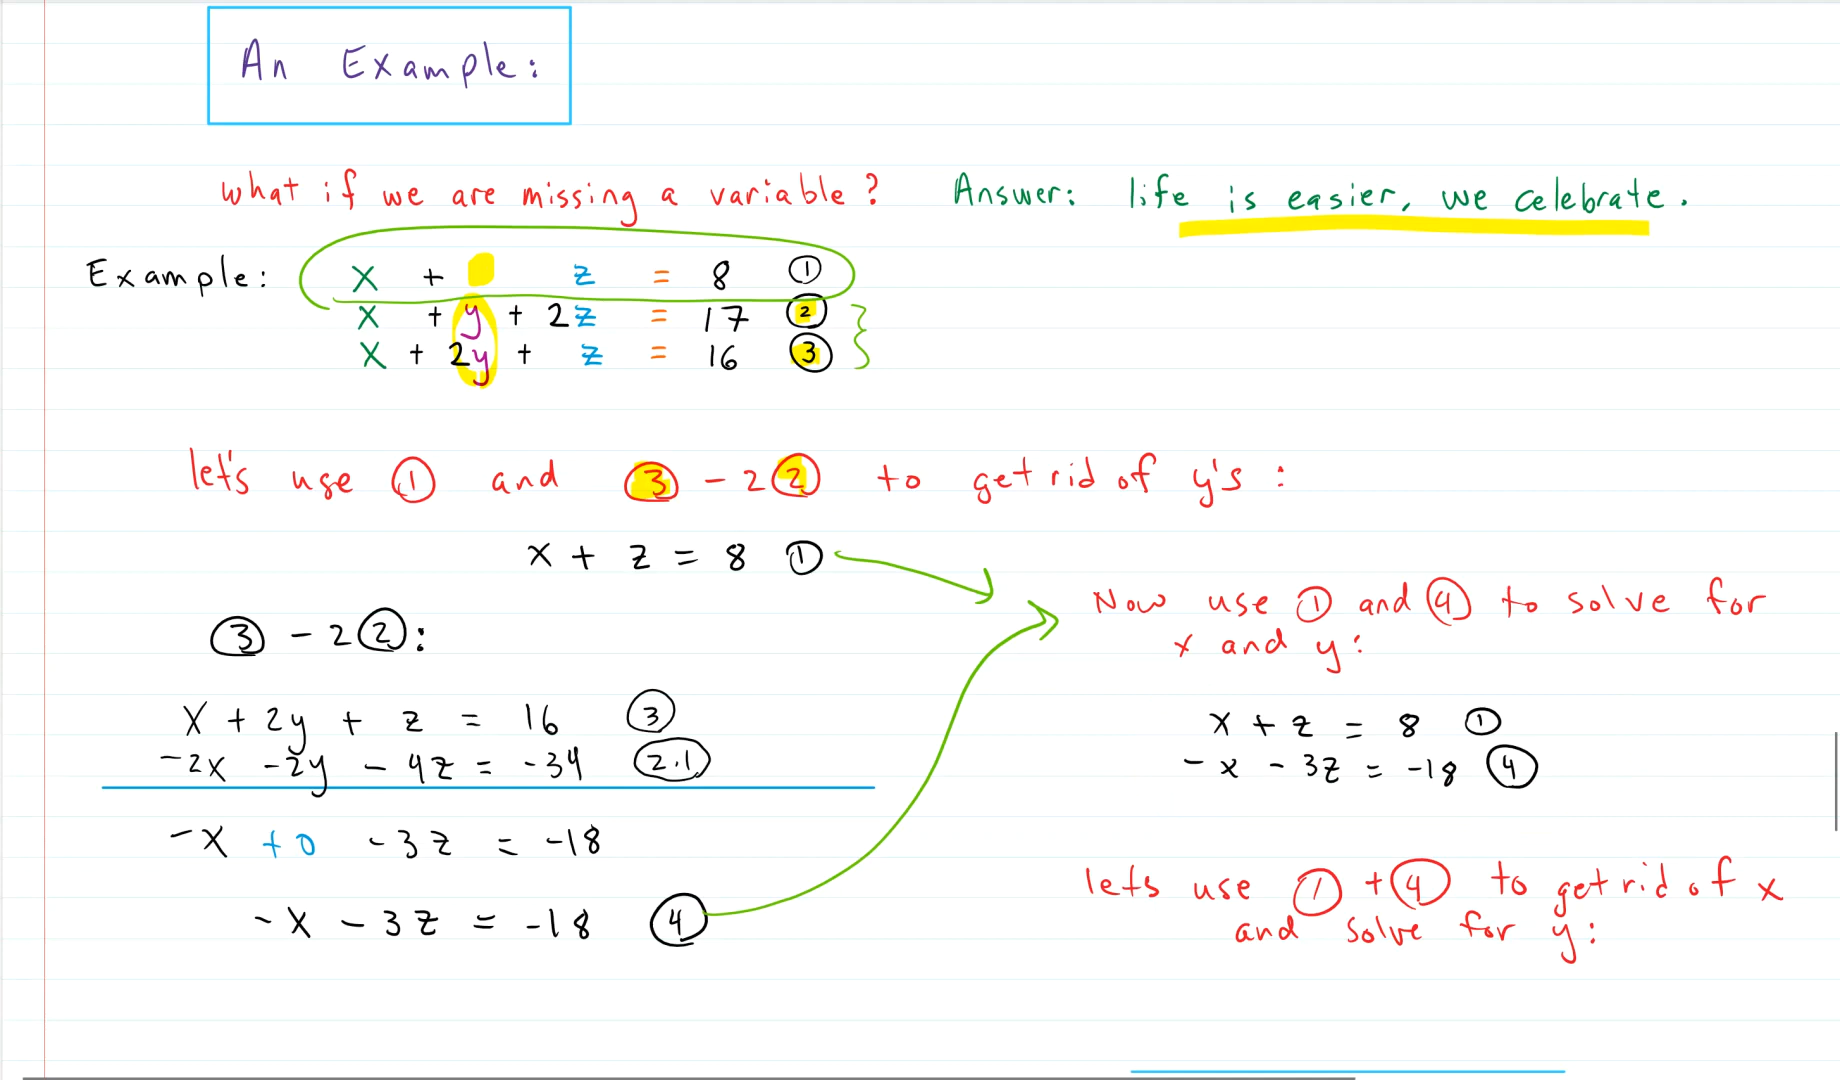 An Example:
what if we are missing a variable? Answer: life is easier, we celebrate.
Example: x + z = 8 ①
x + y + 2z = 17 ②
x + 2y + z = 16 ③
let's use ① and ③ - 2② to get rid of y's:
x + z = 8 ①
③ - 2②:
x + 2y + z = 16 ③
-2x - 2y - 4z = -34 (2.1)
-x + 0 - 3z = -18
-x - 3z = -18 ④
Now use ① and ④ to solve for
x and y:
x + z = 8 ①
-x - 3z = -18 ④
lets use ① + ④ to get rid of x
and solve for y: